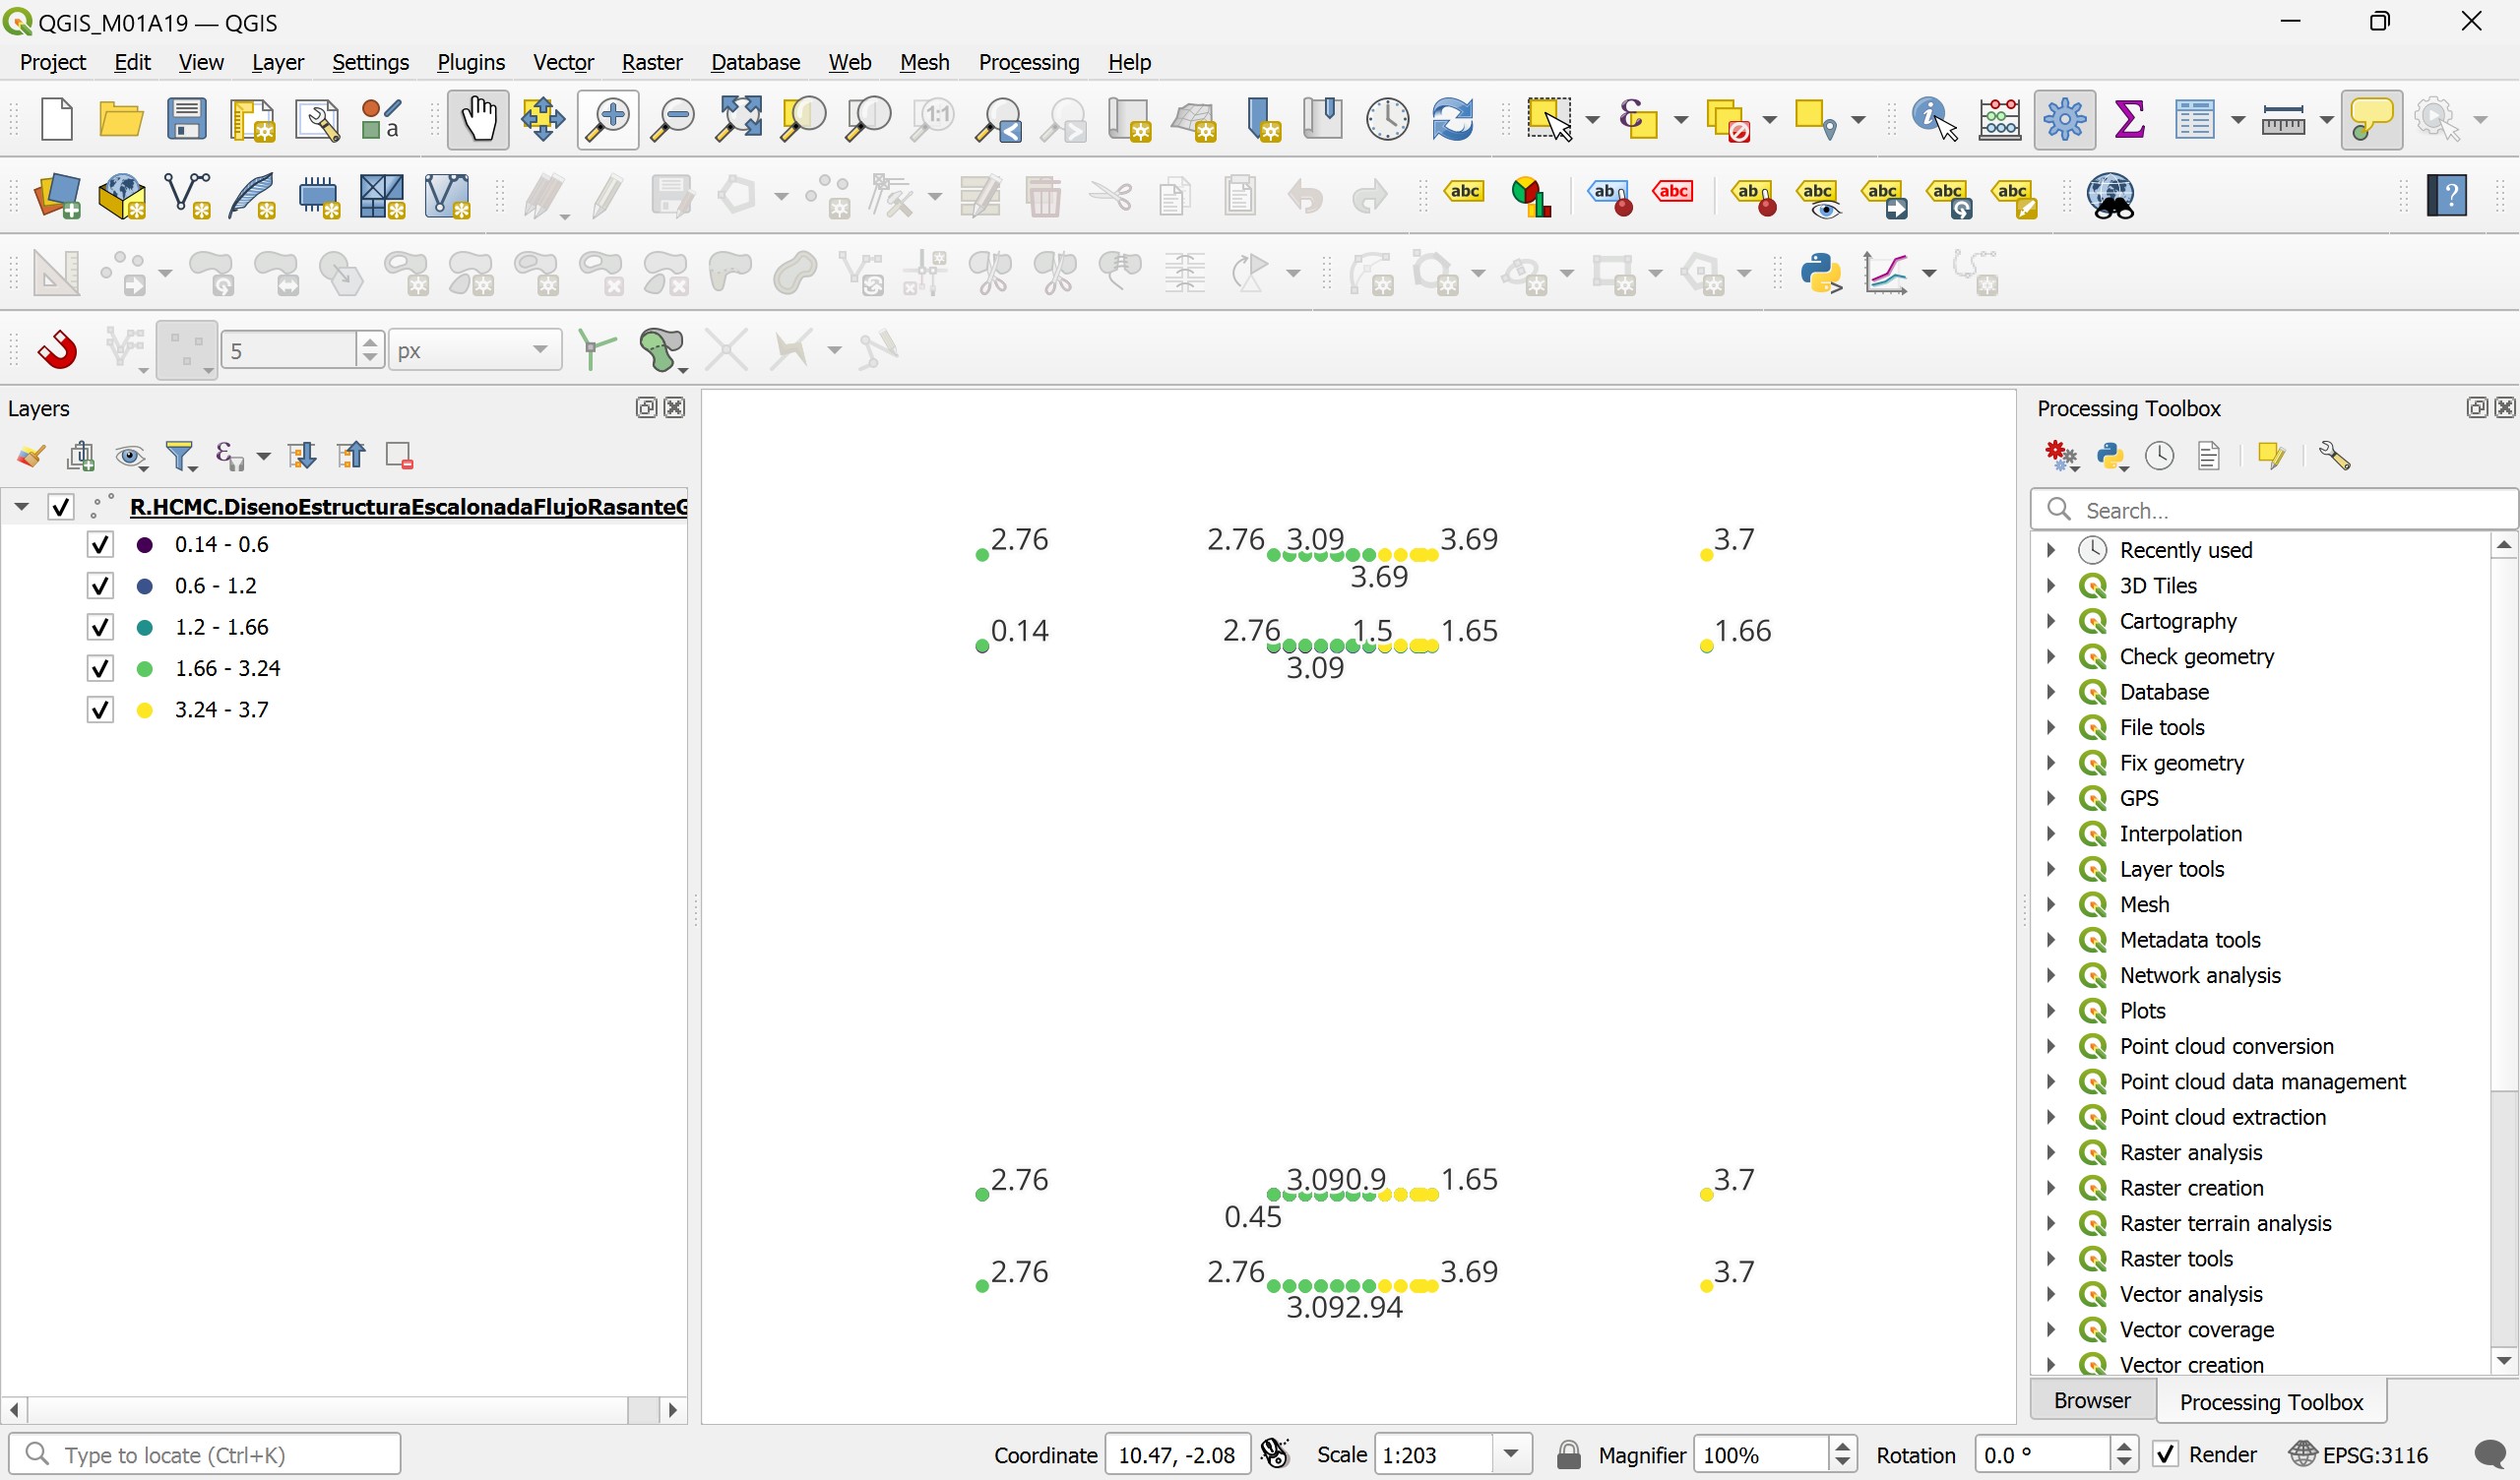 QGIS_M01A19 — QGIS
Project Edit View Layer Settings Plugins Vector Raster Database Web Mesh Processing Help
5 px
Layers
R.HCMC.DisenoEstructuraEscalonadaFlujoRasanteG
0.14 - 0.6
0.6 - 1.2
1.2 - 1.66
1.66 - 3.24
3.24 - 3.7
2.76 2.76 3.09 3.69 3.7
3.69
0.14 2.76 1.5 1.65 1.66
3.09
2.76 3.09 0.9 1.65 3.7
0.45
2.76 2.76 3.69 3.7
3.09 2.94
Processing Toolbox
Search...
Recently used
3D Tiles
Cartography
Check geometry
Database
File tools
Fix geometry
GPS
Interpolation
Layer tools
Mesh
Metadata tools
Network analysis
Plots
Point cloud conversion
Point cloud data management
Point cloud extraction
Raster analysis
Raster creation
Raster terrain analysis
Raster tools
Vector analysis
Vector coverage
Vector creation
Browser Processing Toolbox
Type to locate (Ctrl+K) Coordinate 10.47, -2.08 Scale 1:203 Magnifier 100% Rotation 0.0 ° Render EPSG:3116